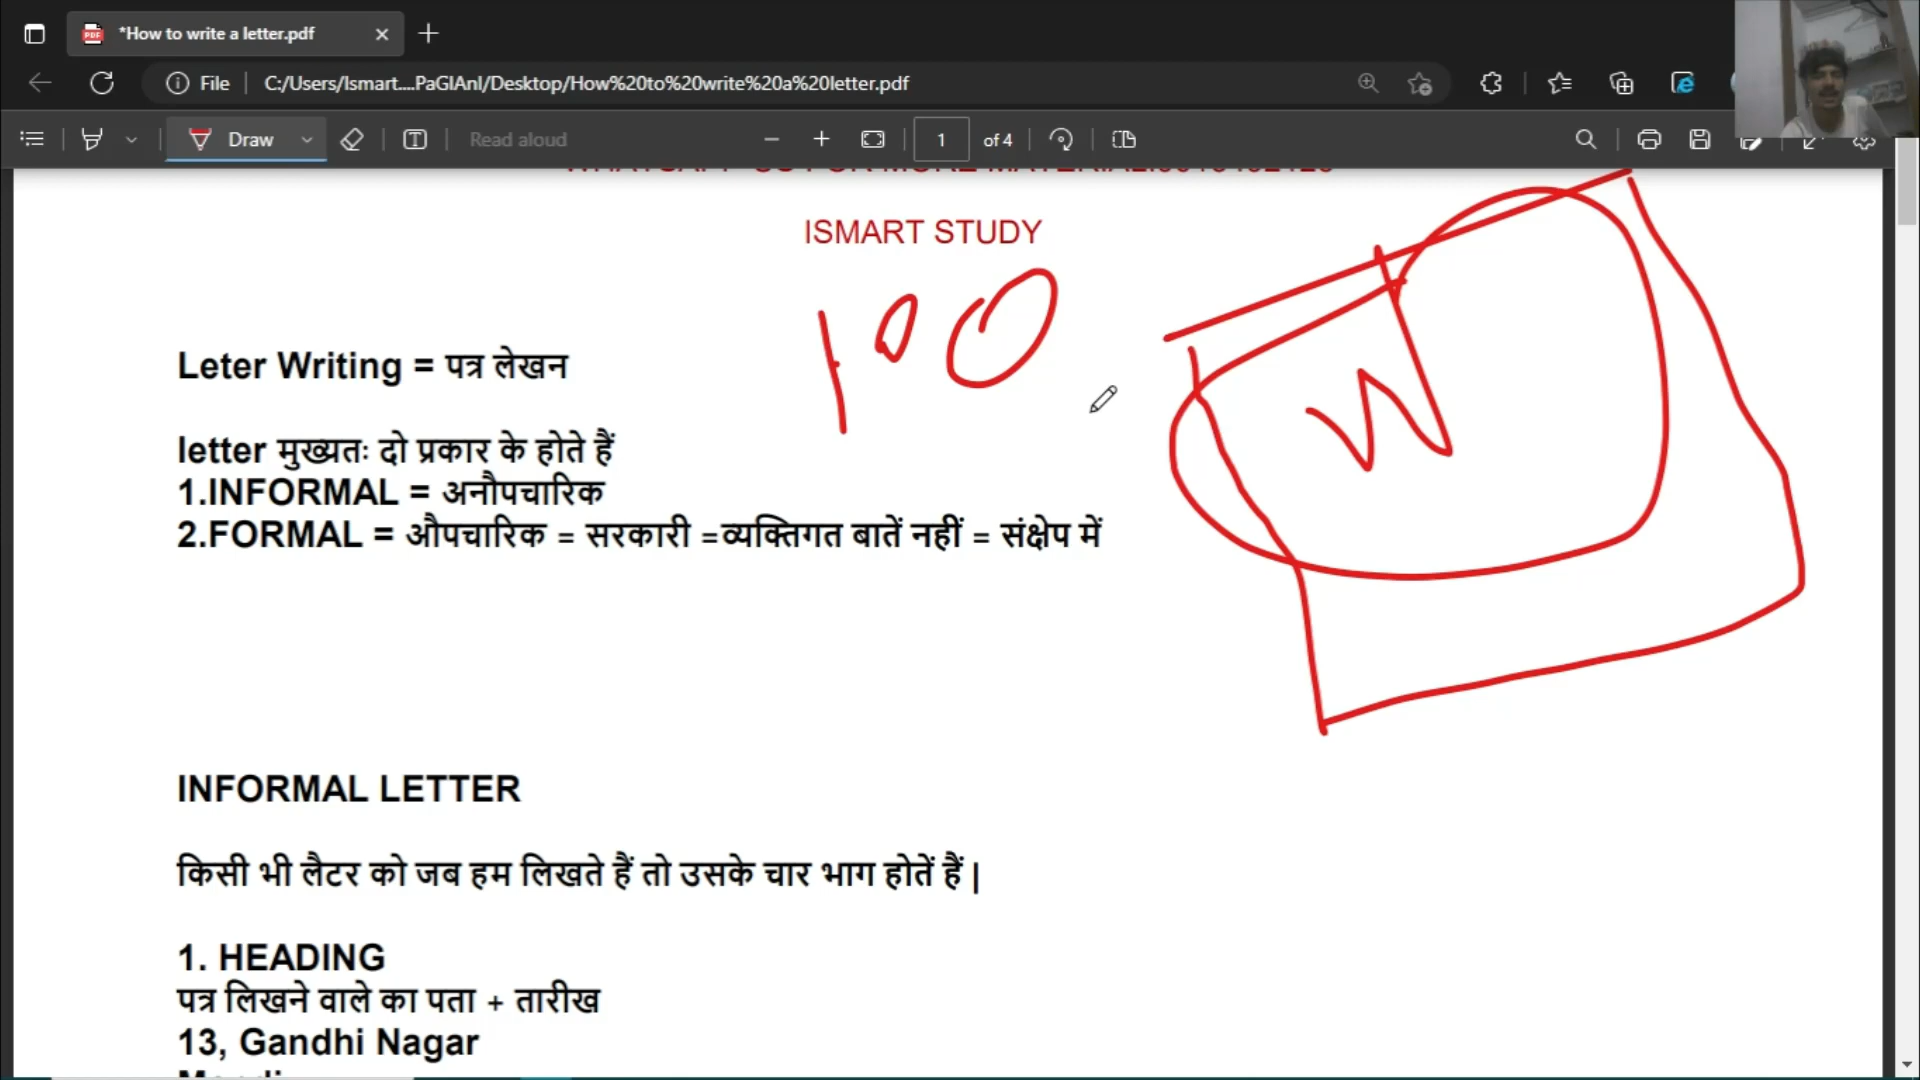 *How to write a letter.pdf
File
C:/Users/Ismart....PaGIAnI/Desktop/How%20to%20write%20a%20letter.pdf
Draw
Read aloud
1 of 4
ISMART STUDY
100
W
Leter Writing = पत्र लेखन
letter मुख्यतः दो प्रकार के होते हैं
1.INFORMAL = अनौपचारिक
2.FORMAL = औपचारिक = सरकारी =व्यक्तिगत बातें नहीं = संक्षेप में
INFORMAL LETTER
किसी भी लैटर को जब हम लिखते हैं तो उसके चार भाग होतें हैं |
1. HEADING
पत्र लिखने वाले का पता + तारीख
13, Gandhi Nagar